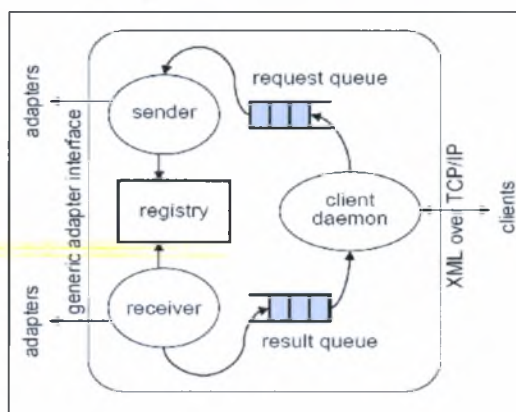 adapters
generic adapter interface
sender
request queue
registry
client
daemon
XML over TCP/IP
clients
adapters
receiver
result queue